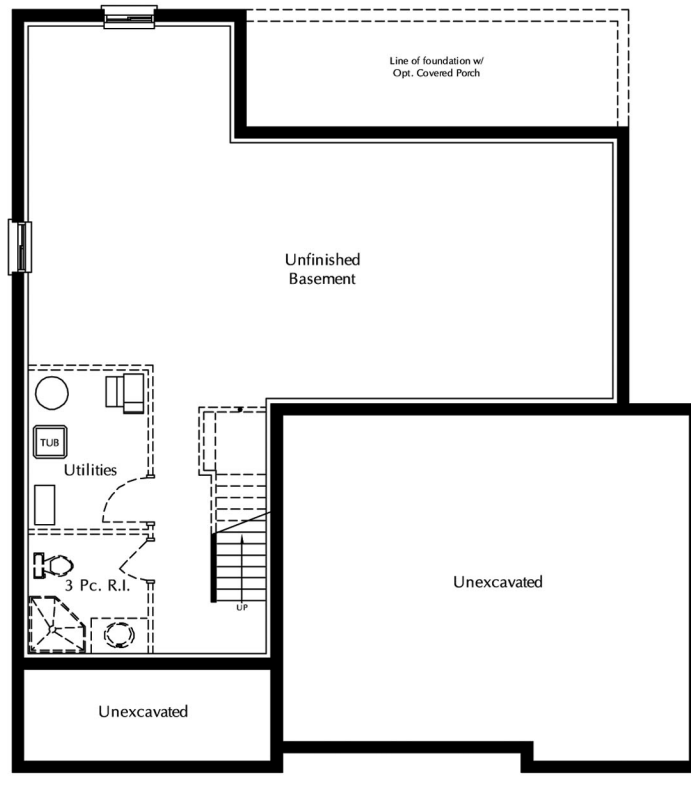 Line of foundation w/
Opt. Covered Porch
Unfinished
Basement
TUB
Utilities
3 Pc. R.I.
UP
Unexcavated
Unexcavated